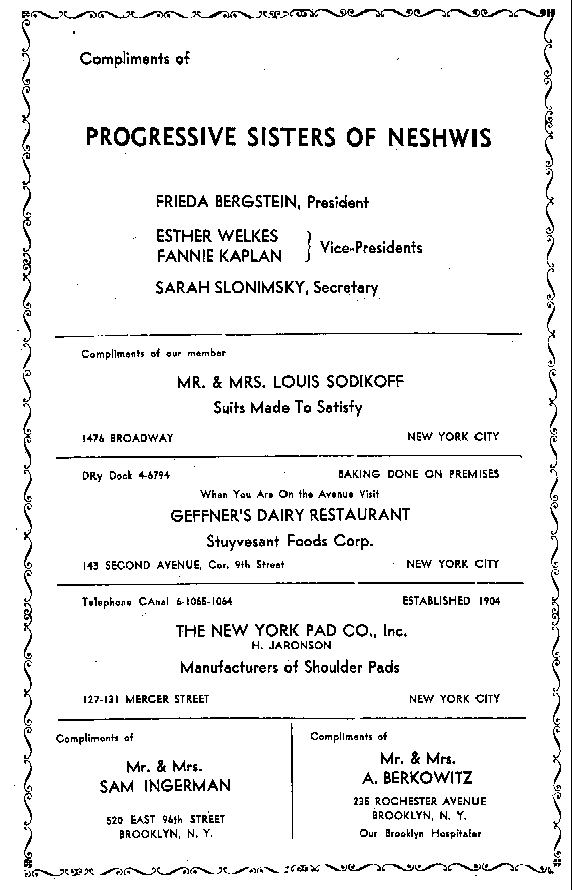 Compliments of
PROGRESSIVE SISTERS OF NESHWIS
FRIEDA BERGSTEIN, President
ESTHER WELKES
FANNIE KAPLAN
} Vice-Presidents
SARAH SLONIMSKY, Secretary
Compliments of our member
MR. & MRS. LOUIS SODIKOFF
Suits Made To Satisfy
1476 BROADWAY NEW YORK CITY
DRy Dock 4-6794 BAKING DONE ON PREMISES
When You Are On the Avenue Visit
GEFFNER'S DAIRY RESTAURANT
Stuyvesant Foods Corp.
143 SECOND AVENUE, Cor. 9th Street NEW YORK CITY
Telephone CAnal 6-1065-1064 ESTABLISHED 1904
THE NEW YORK PAD CO., Inc.
H. JARONSON
Manufacturers of Shoulder Pads
127-131 MERCER STREET NEW YORK CITY
Compliments of
Mr. & Mrs.
SAM INGERMAN
520 EAST 96th STREET
BROOKLYN, N. Y.
Compliments of
Mr. & Mrs.
A. BERKOWITZ
235 ROCHESTER AVENUE
BROOKLYN, N. Y.
Our Brooklyn Hospitaler